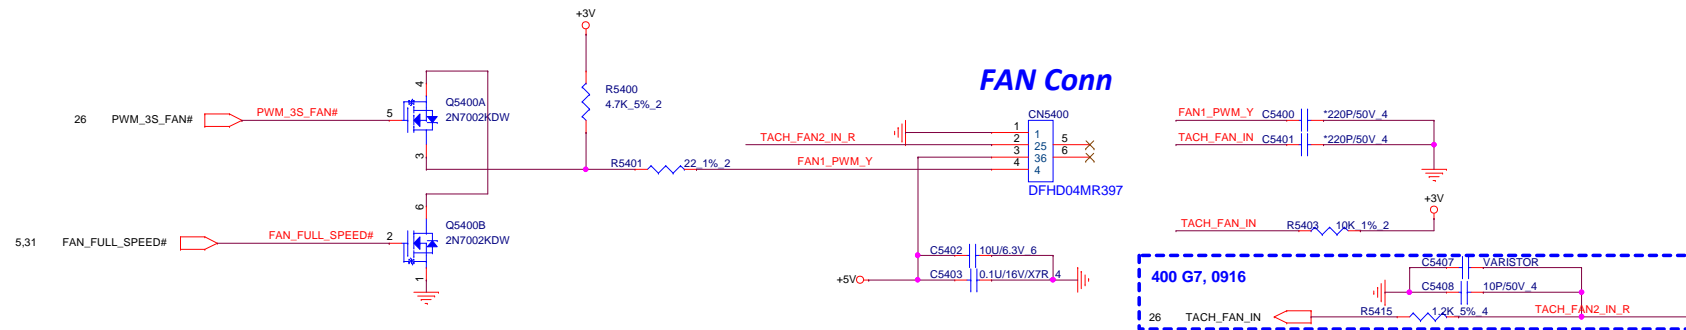 +3V
R5400
4.7K_5%_2
FAN Conn
26 PWM_3S_FAN# PWM_3S_FAN# 5
4
3
Q5400A
2N7002KDW
R5401 22_1%_2
FAN1_PWM_Y
TACH_FAN2_IN_R
CN5400
1 1
2 25 5
3 36 6
4 4
DFHD04MR397
FAN1_PWM_Y C5400 *220P/50V_4
TACH_FAN_IN C5401 *220P/50V_4
5,31 FAN_FULL_SPEED# FAN_FULL_SPEED# 2
6
1
Q5400B
2N7002KDW
+5V
C5402 10U/6.3V_6
C5403 0.1U/16V/X7R_4
+3V
TACH_FAN_IN R5403 10K_1%_2
400 G7, 0916
C5407 VARISTOR
C5408 10P/50V_4
26 TACH_FAN_IN R5415 1.2K_5%_4 TACH_FAN2_IN_R